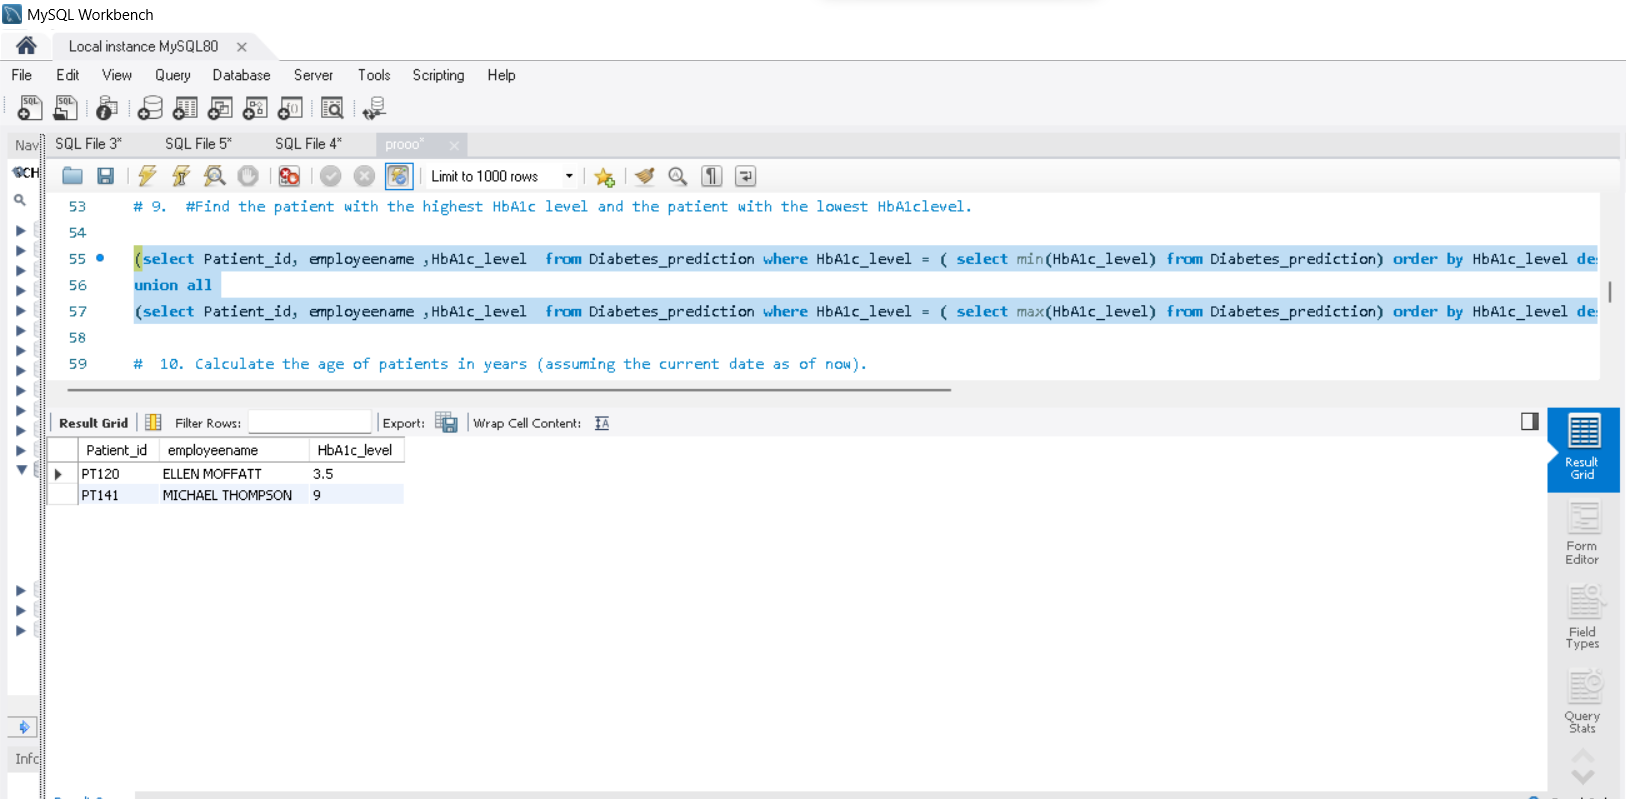 MySQL Workbench
Local instance MySQL80
File Edit View Query Database Server Tools Scripting Help
Nav SQL File 3* SQL File 5* SQL File 4* prooo*
CH Limit to 1000 rows
53 # 9. #Find the patient with the highest HbA1c level and the patient with the lowest HbA1clevel.
54
55 (select Patient_id, employeename ,HbA1c_level from Diabetes_prediction where HbA1c_level = ( select min(HbA1c_level) from Diabetes_prediction) order by HbA1c_level des
56 union all
57 (select Patient_id, employeename ,HbA1c_level from Diabetes_prediction where HbA1c_level = ( select max(HbA1c_level) from Diabetes_prediction) order by HbA1c_level des
58
59 # 10. Calculate the age of patients in years (assuming the current date as of now).
Result Grid Filter Rows: Export: Wrap Cell Content:
Patient_id employeename HbA1c_level
PT120 ELLEN MOFFATT 3.5
PT141 MICHAEL THOMPSON 9
Result
Grid
Form
Editor
Field
Types
Query
Stats
Info